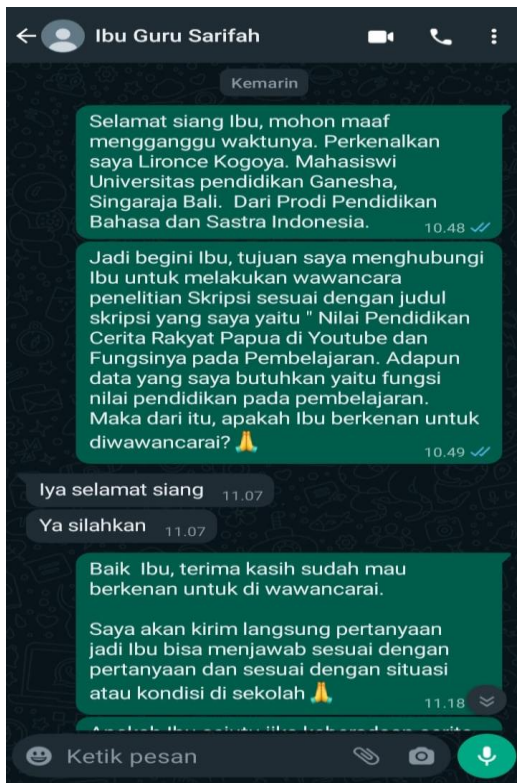 Ibu Guru Sarifah
Kemarin
Selamat siang Ibu, mohon maaf
mengganggu waktunya. Perkenalkan
saya Lironce Kogoya. Mahasiswi
Universitas pendidikan Ganesha,
Singaraja Bali. Dari Prodi Pendidikan
Bahasa dan Sastra Indonesia.
10.48
Jadi begini Ibu, tujuan saya menghubungi
Ibu untuk melakukan wawancara
penelitian Skripsi sesuai dengan judul
skripsi yang saya yaitu " Nilai Pendidikan
Cerita Rakyat Papua di Youtube dan
Fungsinya pada Pembelajaran. Adapun
data yang saya butuhkan yaitu fungsi
nilai pendidikan pada pembelajaran.
Maka dari itu, apakah Ibu berkenan untuk
diwawancarai? 🙏
10.49
Iya selamat siang 11.07
Ya silahkan 11.07
Baik Ibu, terima kasih sudah mau
berkenan untuk di wawancarai.
Saya akan kirim langsung pertanyaan
jadi Ibu bisa menjawab sesuai dengan
pertanyaan dan sesuai dengan situasi
atau kondisi di sekolah 🙏
11.18
Ketik pesan